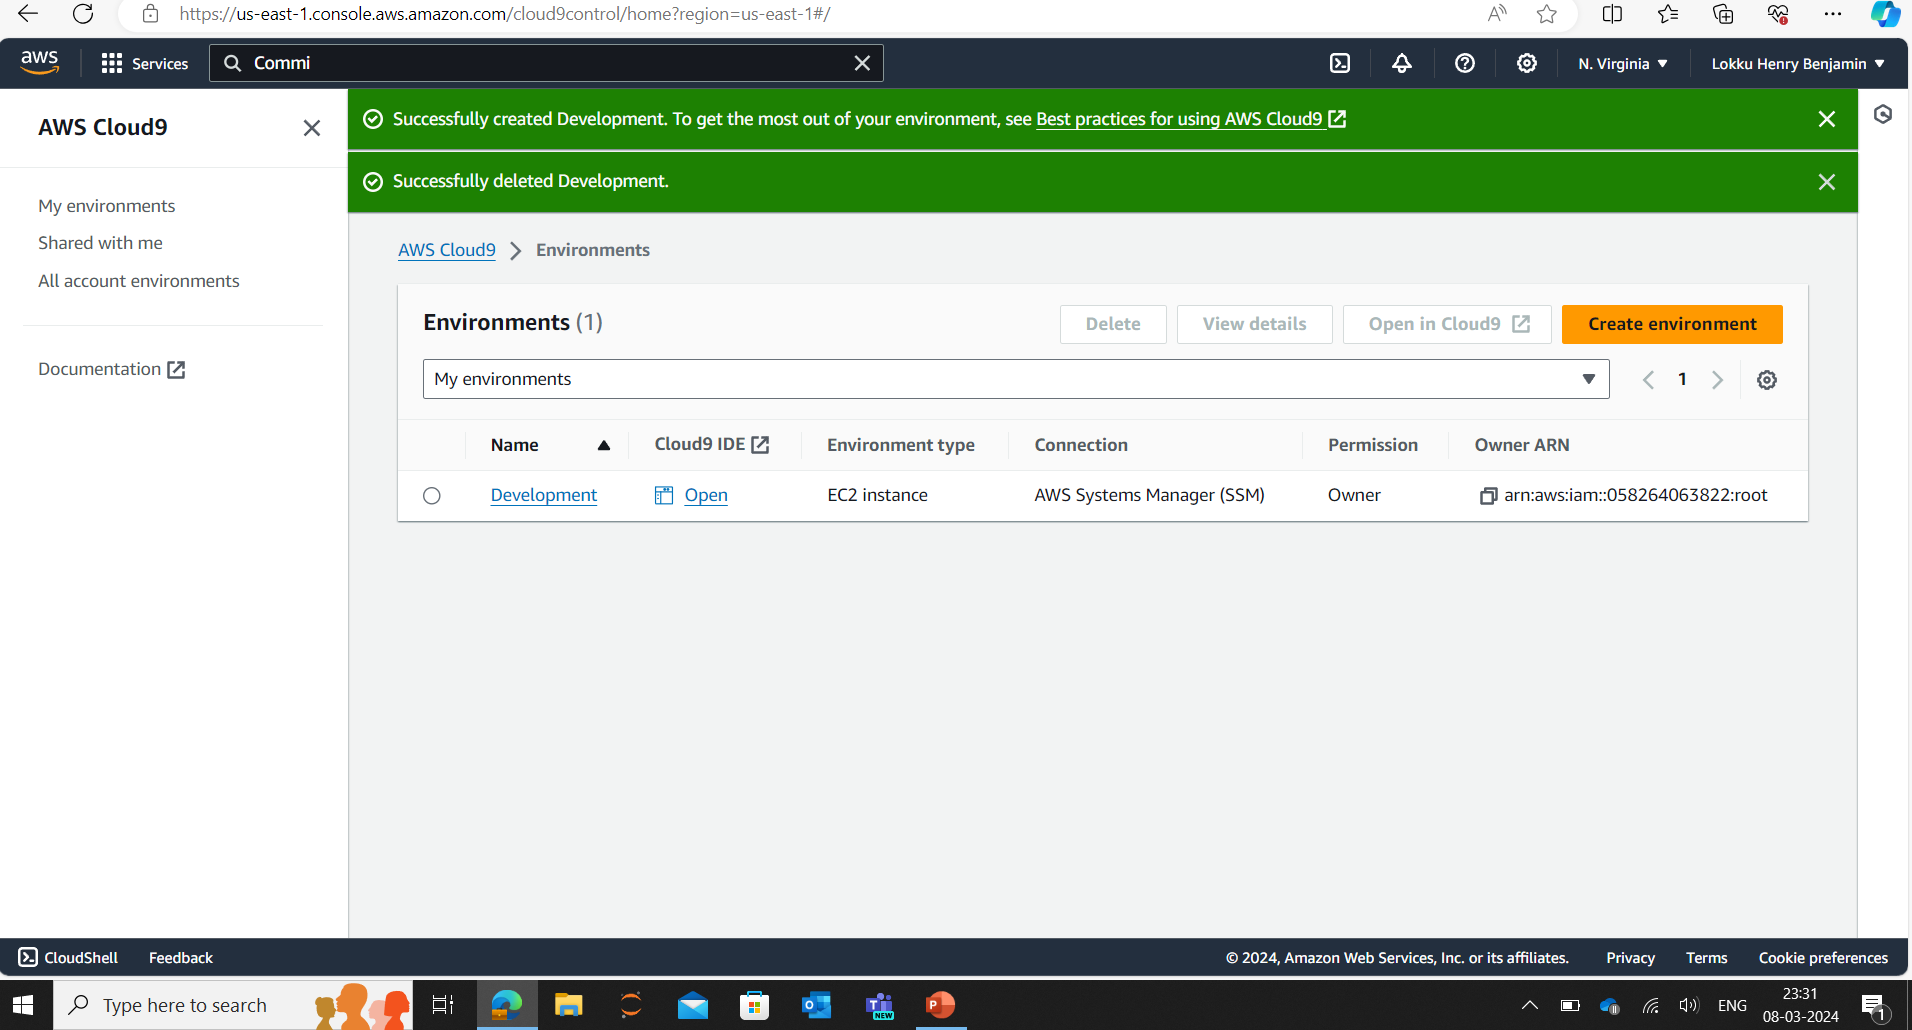 https://us-east-1.console.aws.amazon.com/cloud9control/home?region=us-east-1#/
aws
Services
Commi
N. Virginia
Lokku Henry Benjamin
AWS Cloud9
My environments
Shared with me
All account environments
Documentation
Successfully created Development. To get the most out of your environment, see Best practices for using AWS Cloud9
Successfully deleted Development.
AWS Cloud9 Environments
Environments (1)
Delete
View details
Open in Cloud9
Create environment
My environments
1
Name Cloud9 IDE Environment type Connection Permission Owner ARN
Development Open EC2 instance AWS Systems Manager (SSM) Owner arn:aws:iam::058264063822:root
CloudShell Feedback © 2024, Amazon Web Services, Inc. or its affiliates. Privacy Terms Cookie preferences
Type here to search
NEW
ENG
23:31
08-03-2024
1